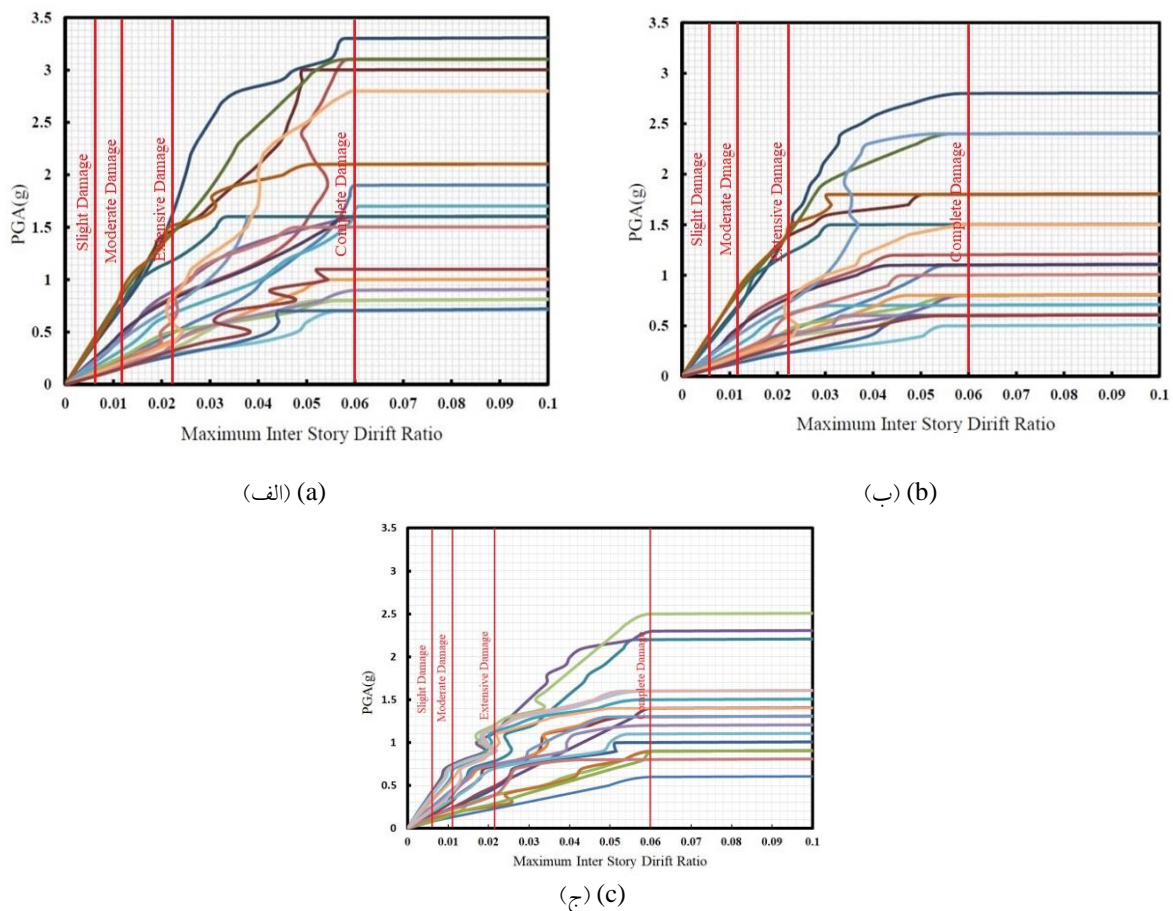 3.5
3
2.5
2
1.5
1
0.5
0
PGA(g)
Slight Damage
Moderate Damage
Extensive Damage
Complete Damage
0 0.01 0.02 0.03 0.04 0.05 0.06 0.07 0.08 0.09 0.1
Maximum Inter Story Dirift Ratio
(الف) (a)
3.5
3
2.5
2
1.5
1
0.5
0
PGA(g)
Slight Damage
Moderate Dmaage
Extensive Damage
Complete Damage
0 0.01 0.02 0.03 0.04 0.05 0.06 0.07 0.08 0.09 0.1
Maximum Inter Story Dirift Ratio
(ب) (b)
3.5
3
2.5
2
1.5
1
0.5
0
PGA(g)
Slight Damage
Moderate Damage
Extensive Damage
Complete Damage
0 0.01 0.02 0.03 0.04 0.05 0.06 0.07 0.08 0.09 0.1
Maximum Inter Story Dirift Ratio
(ج) (c)